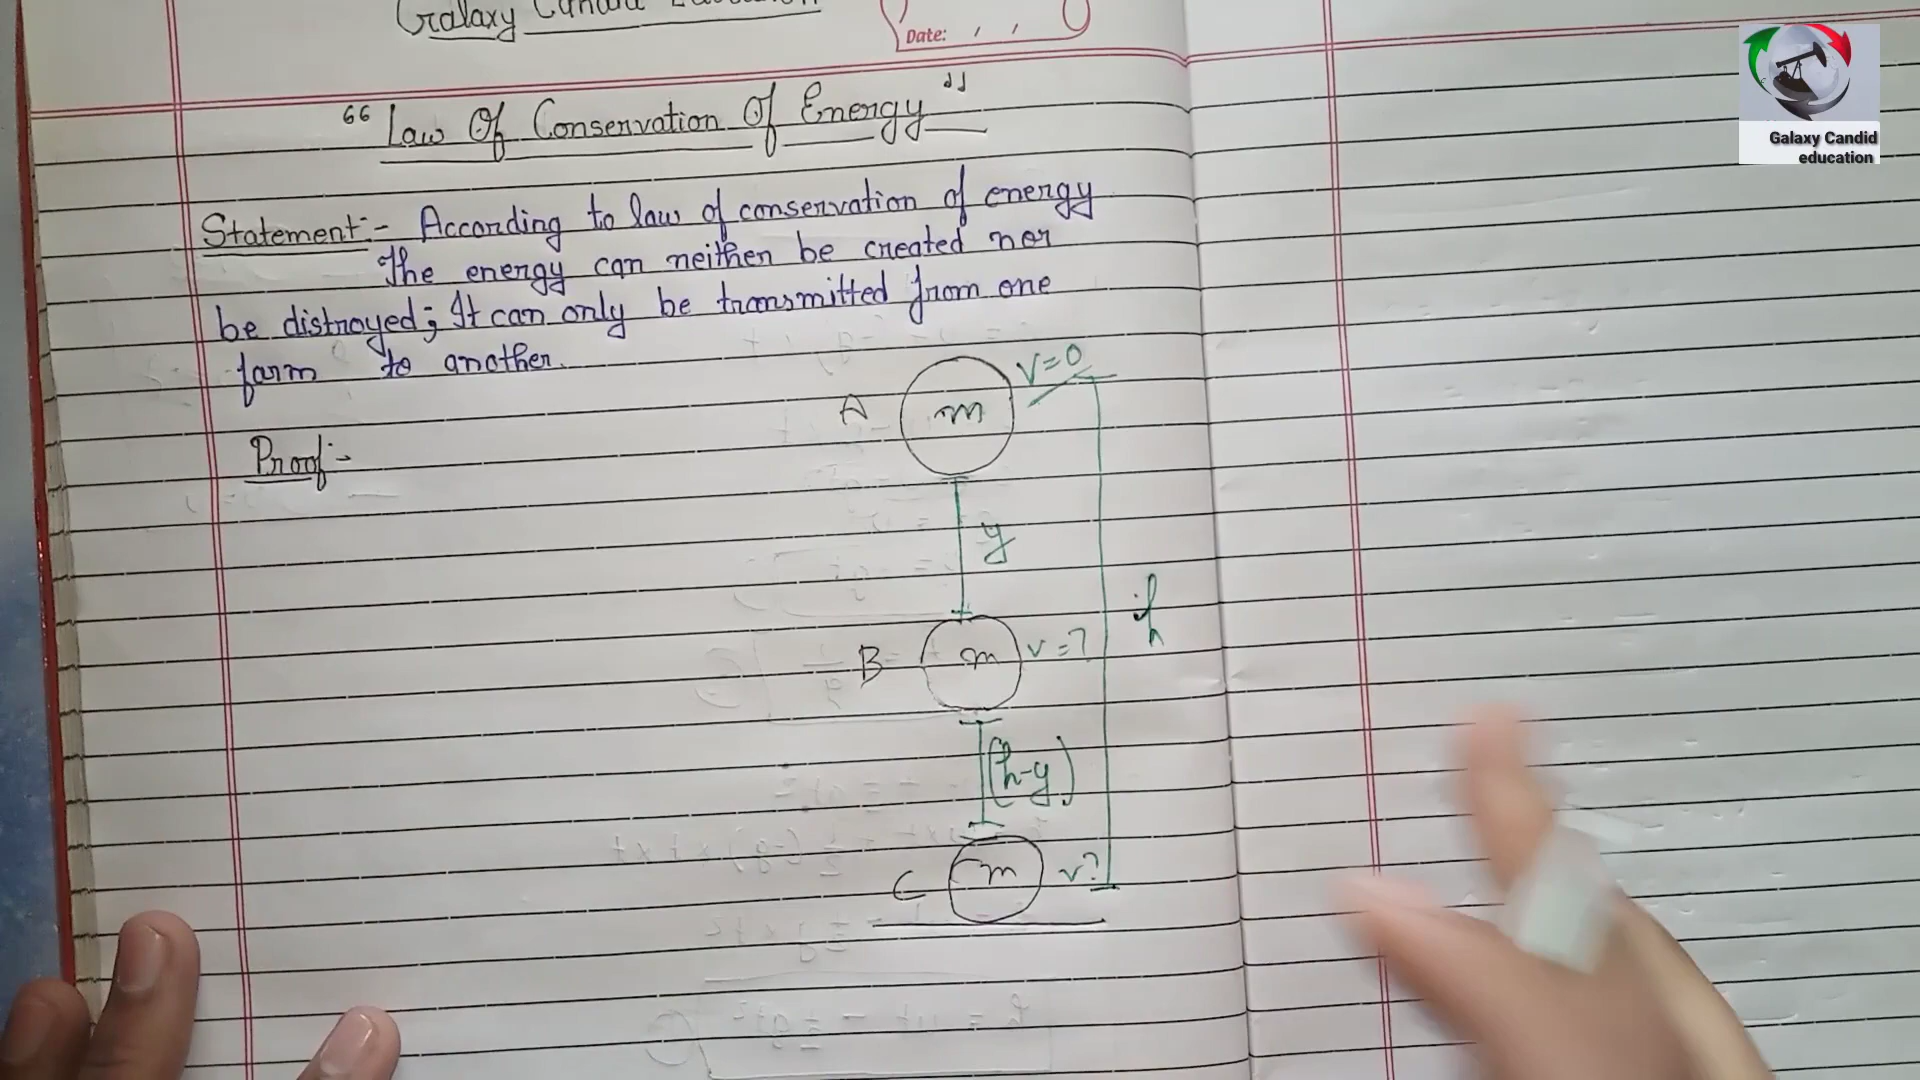 Galaxy Candid
Date: / /
"Law Of Conservation Of Energy"
Statement:- According to law of conservation of energy
The energy can neither be created nor
be distroyed; It can only be transmitted from one
farm to another.
Proof:-
A m V=0
y
h
B m v=?
(h-y)
C m v?
Galaxy Candid
education